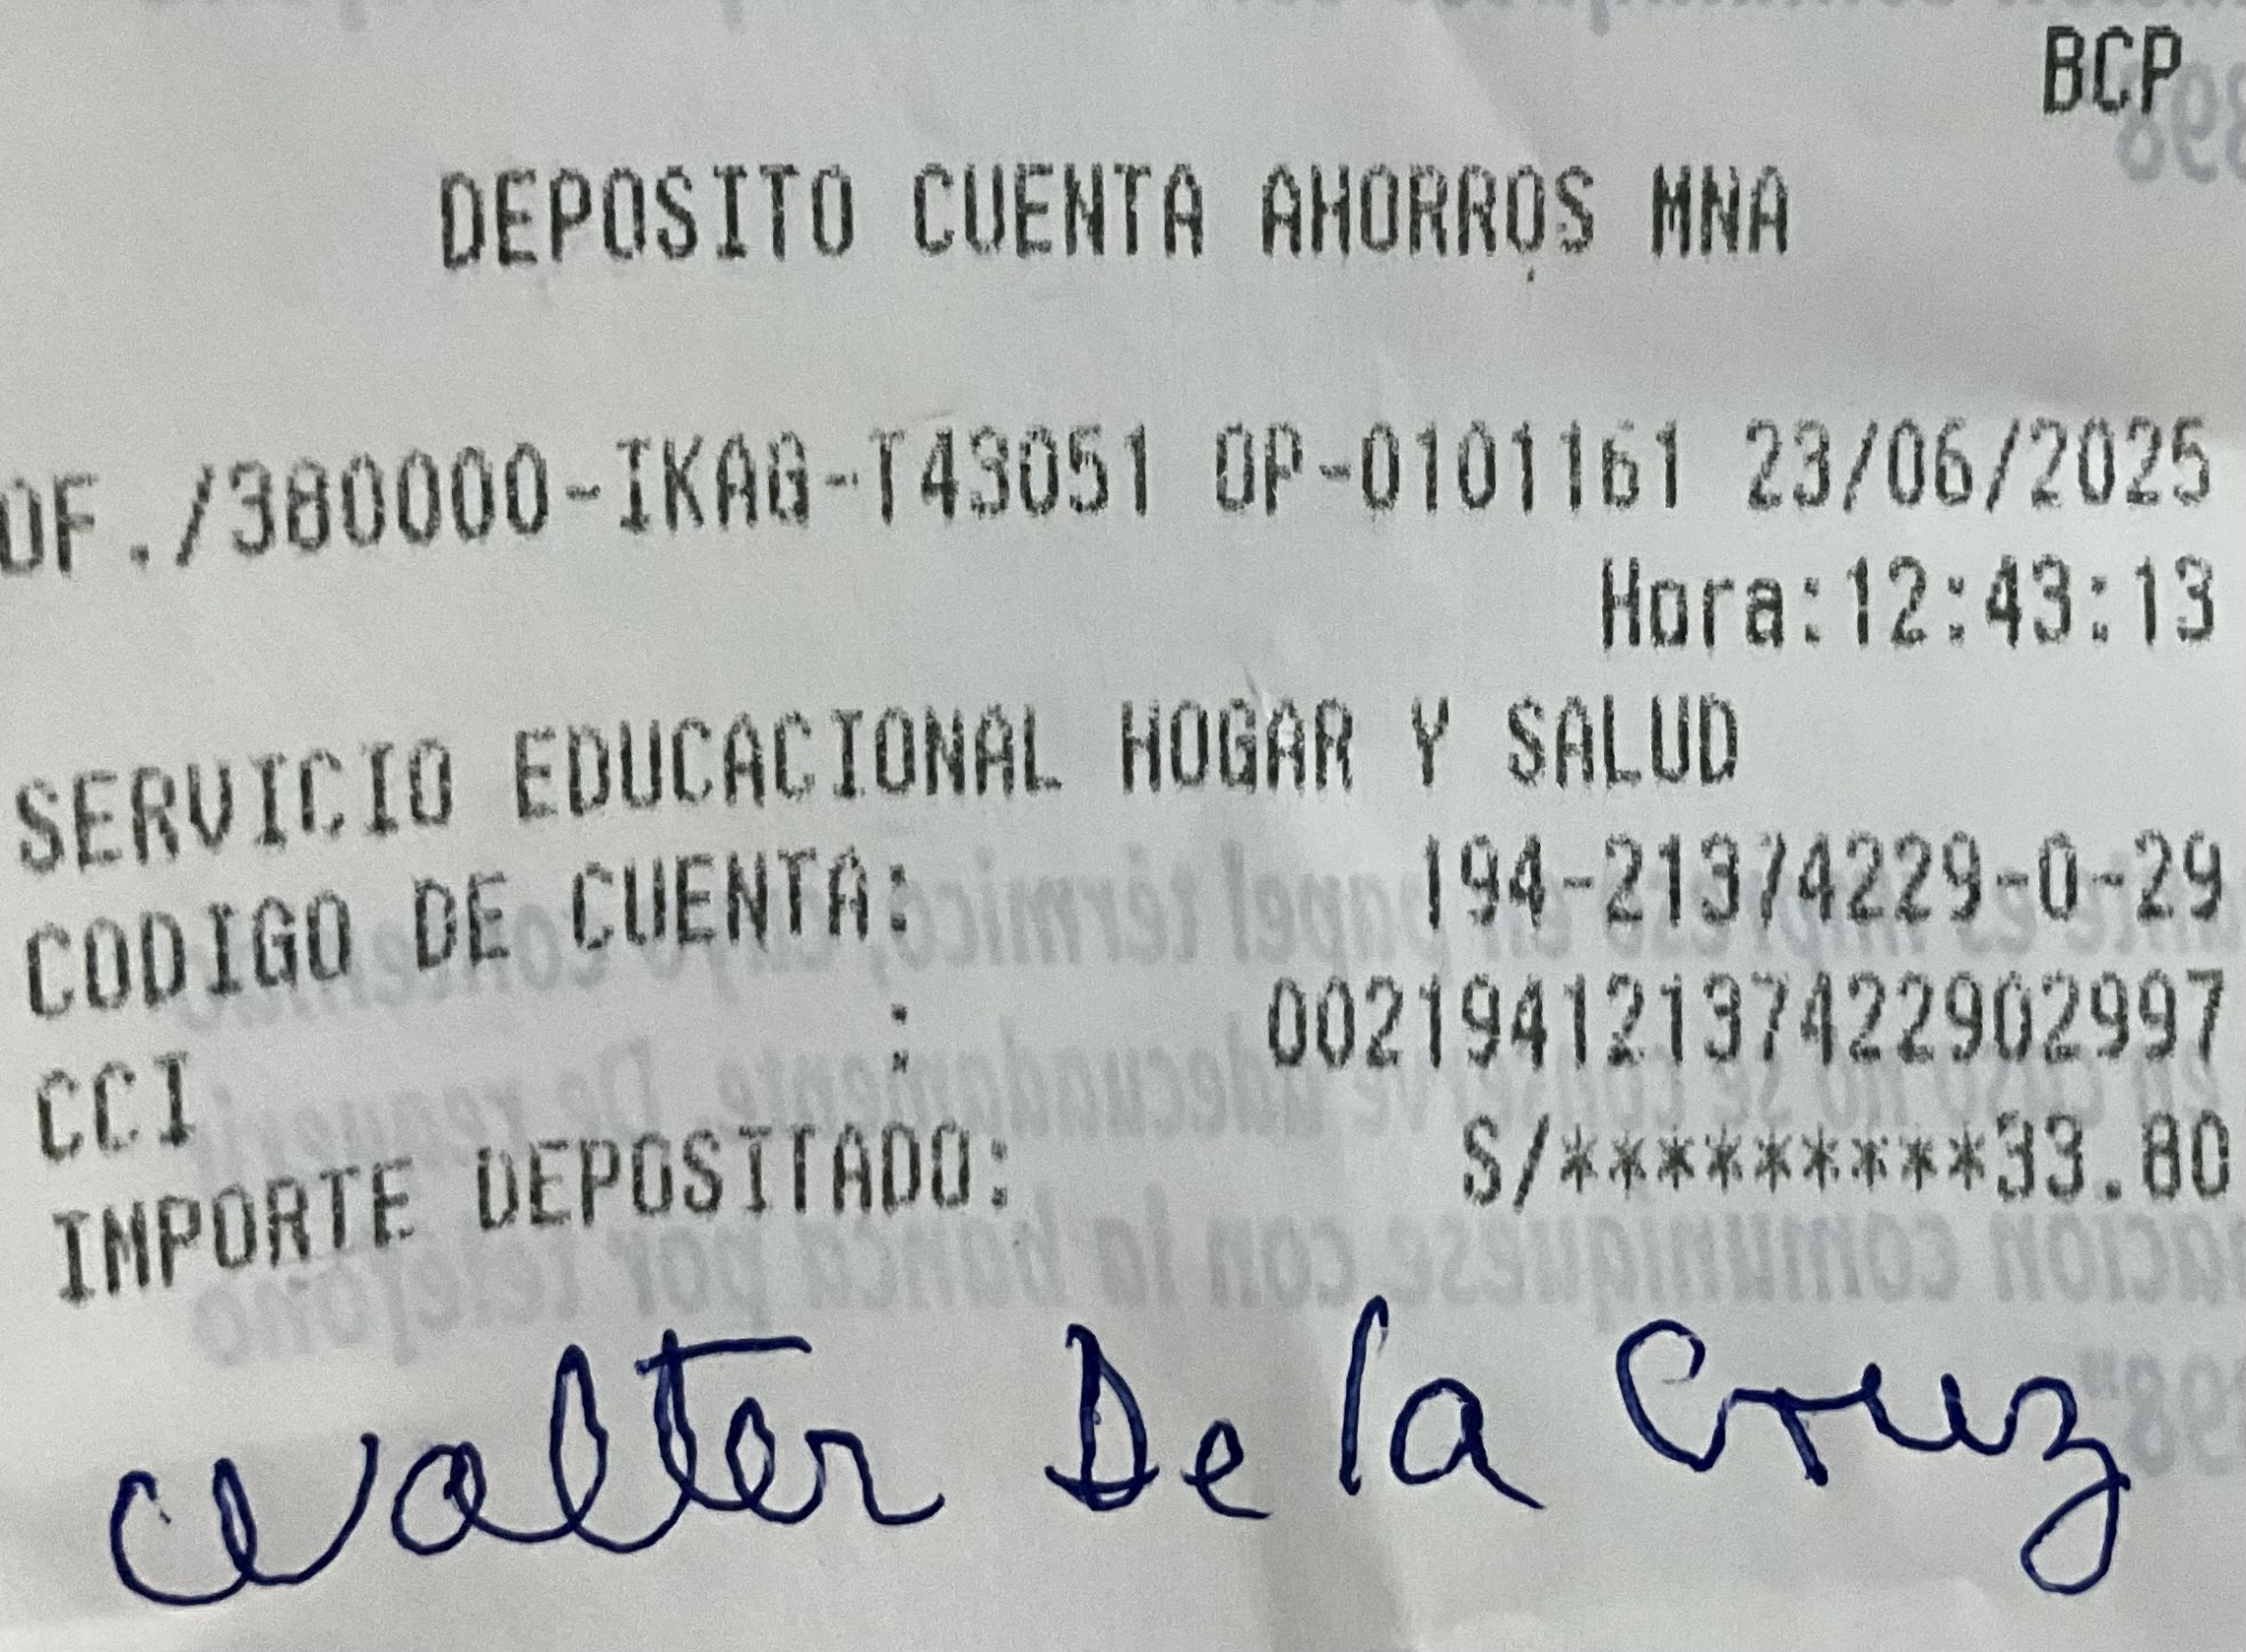 BCP
DEPOSITO CUENTA AHORROS MNA
OF./380000-IKAG-T43051 OP-0101161 23/06/2025
Hora:12:43:13
SERVICIO EDUCACIONAL HOGAR Y SALUD
CODIGO DE CUENTA: 194-21374229-0-29
CCI : 00219412137422902997
IMPORTE DEPOSITADO: S/*********33.80
Walter De la Cruz